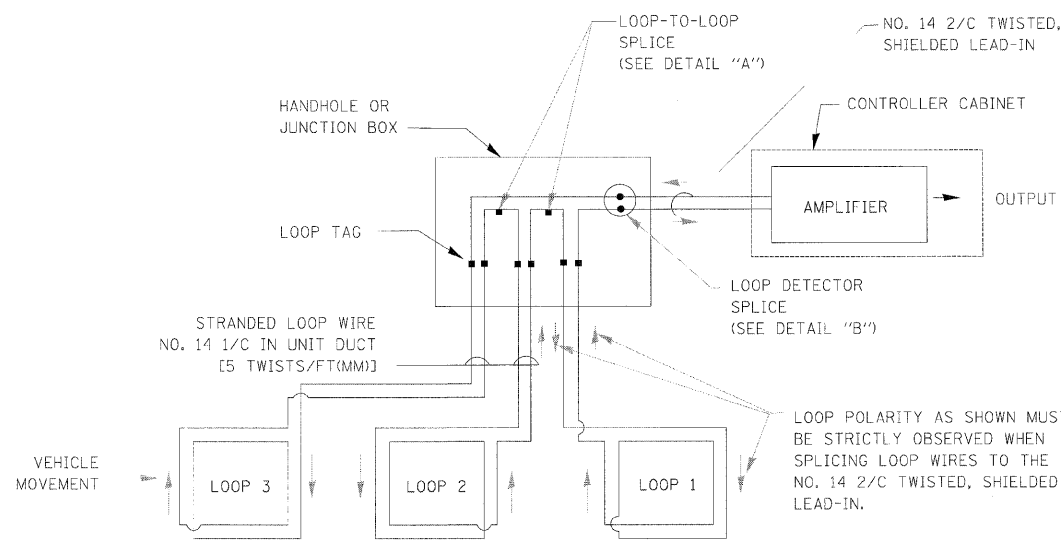 LOOP-TO-LOOP
SPLICE
(SEE DETAIL "A")
NO. 14 2/C TWISTED,
SHIELDED LEAD-IN
HANDHOLE OR
JUNCTION BOX
CONTROLLER CABINET
AMPLIFIER
OUTPUT
LOOP TAG
LOOP DETECTOR
SPLICE
(SEE DETAIL "B")
STRANDED LOOP WIRE
NO. 14 1/C IN UNIT DUCT
[5 TWISTS/FT(MM)]
LOOP POLARITY AS SHOWN MUS
BE STRICTLY OBSERVED WHEN
SPLICING LOOP WIRES TO THE
NO. 14 2/C TWISTED, SHIELDED
LEAD-IN.
VEHICLE
MOVEMENT
LOOP 3
LOOP 2
LOOP 1